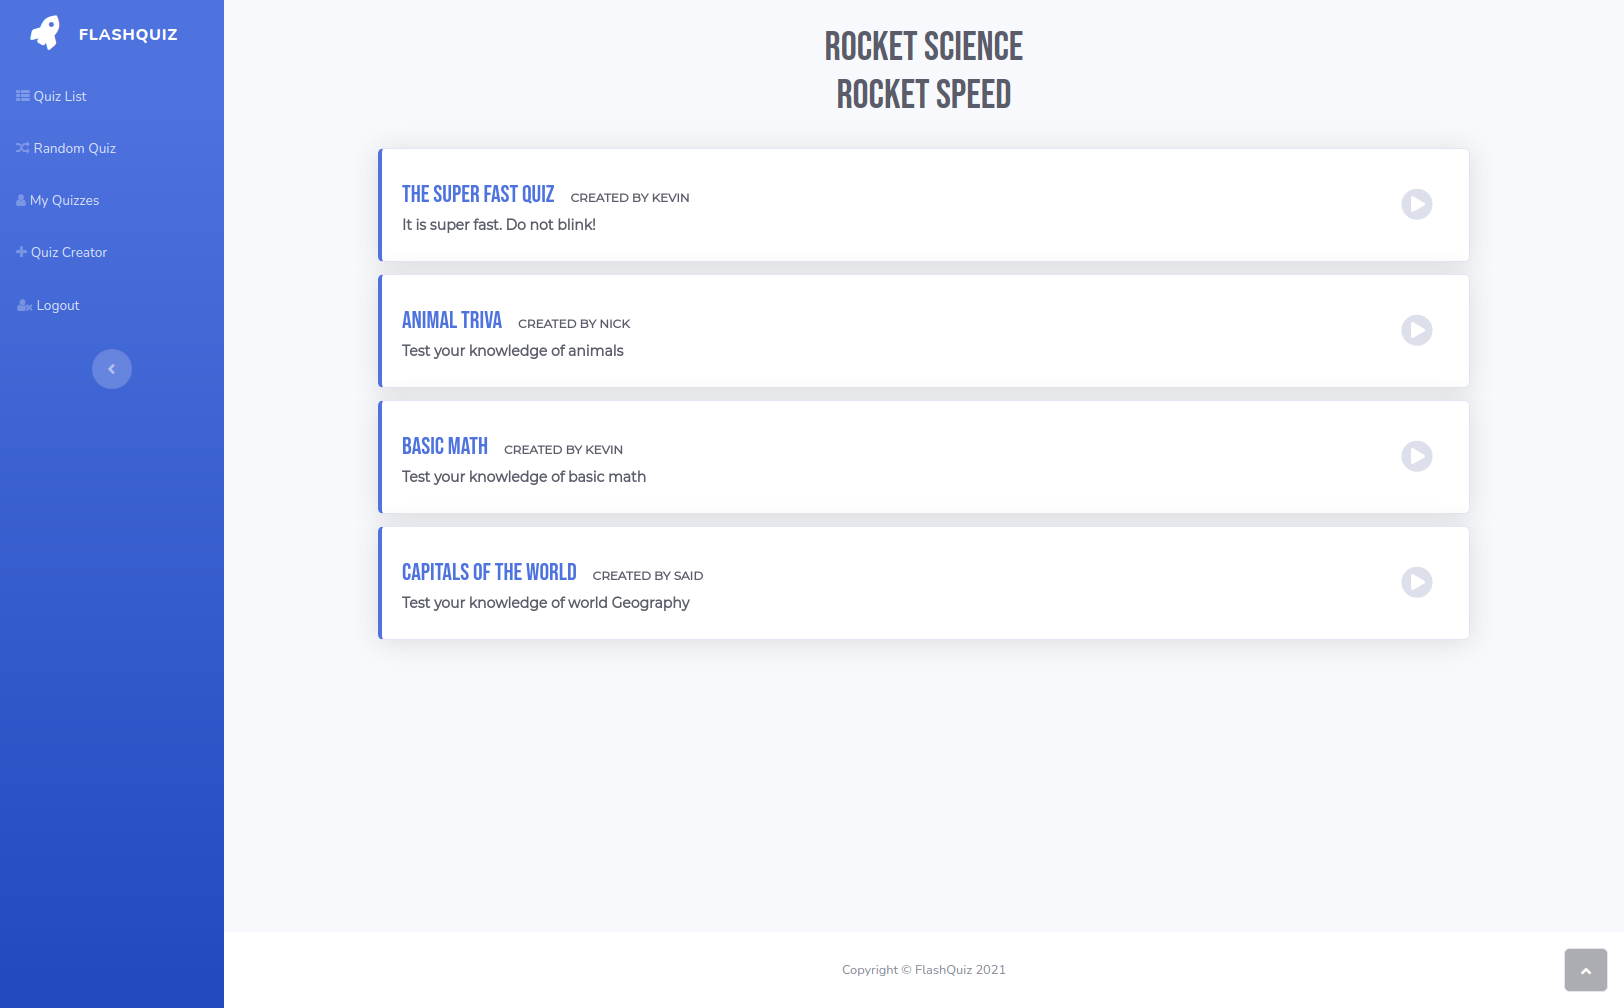 FLASHQUIZ
Quiz List
Random Quiz
My Quizzes
Quiz Creator
Logout
ROCKET SCIENCE
ROCKET SPEED
THE SUPER FAST QUIZ CREATED BY KEVIN
It is super fast. Do not blink!
ANIMAL TRIVA CREATED BY NICK
Test your knowledge of animals
BASIC MATH CREATED BY KEVIN
Test your knowledge of basic math
CAPITALS OF THE WORLD CREATED BY SAID
Test your knowledge of world Geography
Copyright © FlashQuiz 2021